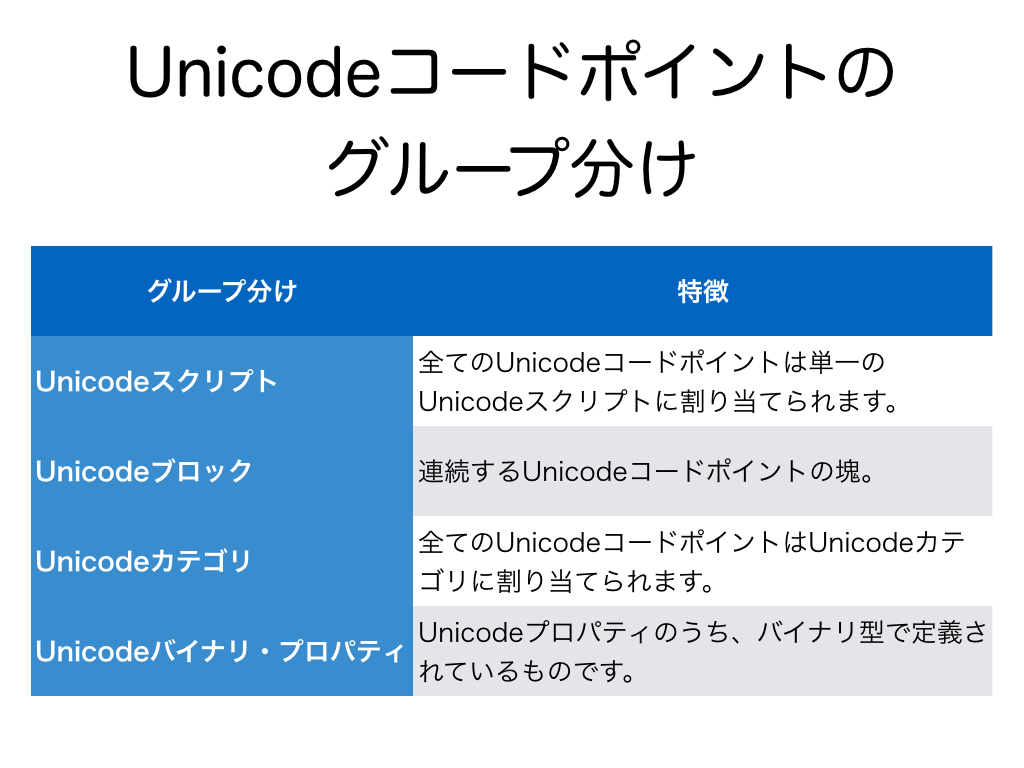 Unicodeコードポイントの
グループ分け
グループ分け
特徴
Unicodeスクリプト
全てのUnicodeコードポイントは単一の
Unicodeスクリプトに割り当てられます。
Unicodeブロック
連続するUnicodeコードポイントの塊。
Unicodeカテゴリ
全てのUnicodeコードポイントはUnicodeカテ
ゴリに割り当てられます。
Unicodeバイナリ・プロパティ
Unicodeプロパティのうち、バイナリ型で定義さ
れているものです。